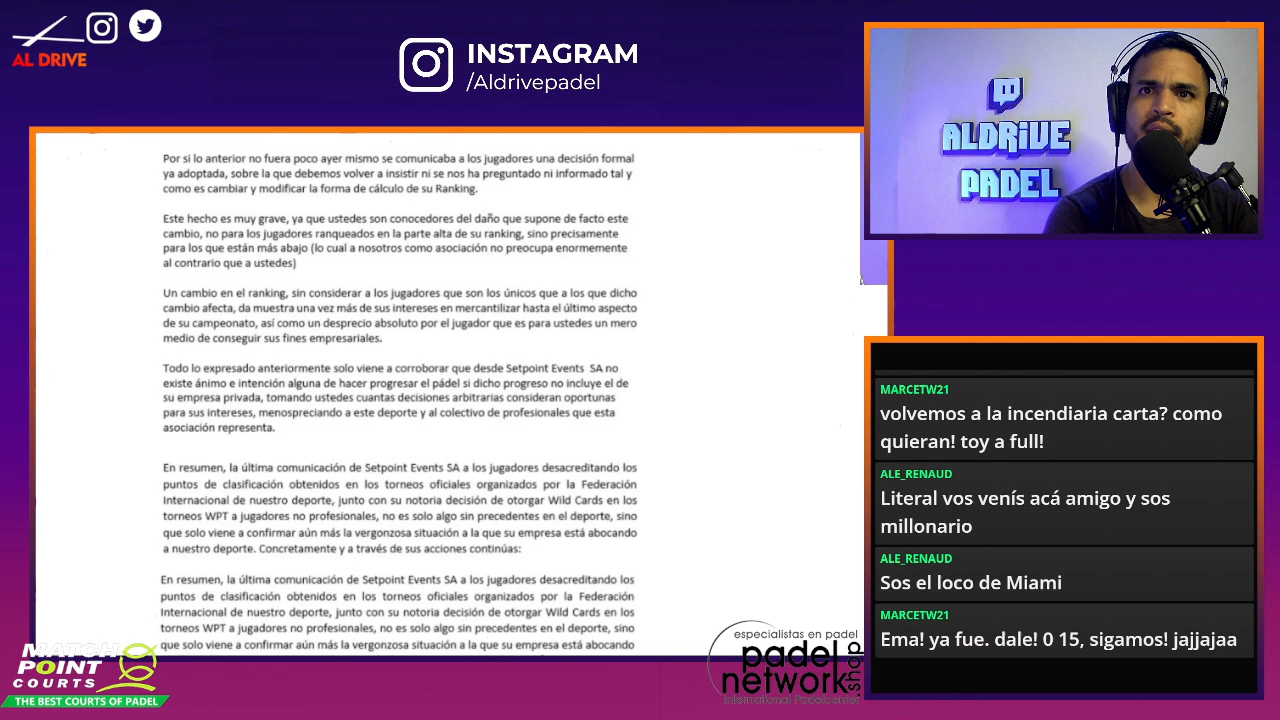 AL DRIVE
INSTAGRAM
/Aldrivepadel
Por si lo anterior no fuera poco ayer mismo se comunicaba a los jugadores una decisión formal
ya adoptada, sobre la que debemos volver a insistir ni se nos ha preguntado ni informado tal y
como es cambiar y modificar la forma de cálculo de su Ranking.
Este hecho es muy grave, ya que ustedes son conocedores del daño que supone de facto este
cambio, no para los jugadores ranqueados en la parte alta de su ranking, sino precisamente
para los que están más abajo (lo cual a nosotros como asociación no preocupa enormemente
al contrario que a ustedes)
Un cambio en el ranking, sin considerar a los jugadores que son los únicos que a los que dicho
cambio afecta, da muestra una vez más de sus intereses en mercantilizar hasta el último aspecto
de su campeonato, así como un desprecio absoluto por el jugador que es para ustedes un mero
medio de conseguir sus fines empresariales.
Todo lo expresado anteriormente solo viene a corroborar que desde Setpoint Events SA no
existe ánimo e intención alguna de hacer progresar el pádel si dicho progreso no incluye el de
su empresa privada, tomando ustedes cuantas decisiones arbitrarias consideran oportunas
para sus intereses, menospreciando a este deporte y al colectivo de profesionales que esta
asociación representa.
En resumen, la última comunicación de Setpoint Events SA a los jugadores desacreditando los
puntos de clasificación obtenidos en los torneos oficiales organizados por la Federación
Internacional de nuestro deporte, junto con su notoria decisión de otorgar Wild Cards en los
torneos WPT a jugadores no profesionales, no es solo algo sin precedentes en el deporte, sino
que solo viene a confirmar aún más la vergonzosa situación a la que su empresa está abocando
a nuestro deporte. Concretamente y a través de sus acciones continúas:
En resumen, la última comunicación de Setpoint Events SA a los jugadores desacreditando los
puntos de clasificación obtenidos en los torneos oficiales organizados por la Federación
Internacional de nuestro deporte, junto con su notoria decisión de otorgar Wild Cards en los
torneos WPT a jugadores no profesionales, no es solo algo sin precedentes en el deporte, sino
que solo viene a confirmar aún más la vergonzosa situación a la que su empresa está abocando
ALDRIVE
PADEL
MARCETW21
volvemos a la incendiaria carta? como
quieran! toy a full!
ALE_RENAUD
Literal vos venís acá amigo y sos
millonario
ALE_RENAUD
Sos el loco de Miami
MARCETW21
Ema! ya fue. dale! 0 15, sigamos! jajjajaa
MATCH
POINT
COURTS
THE BEST COURTS OF PADEL
especialistas en padel
padel
network.shop
International Padelcenter